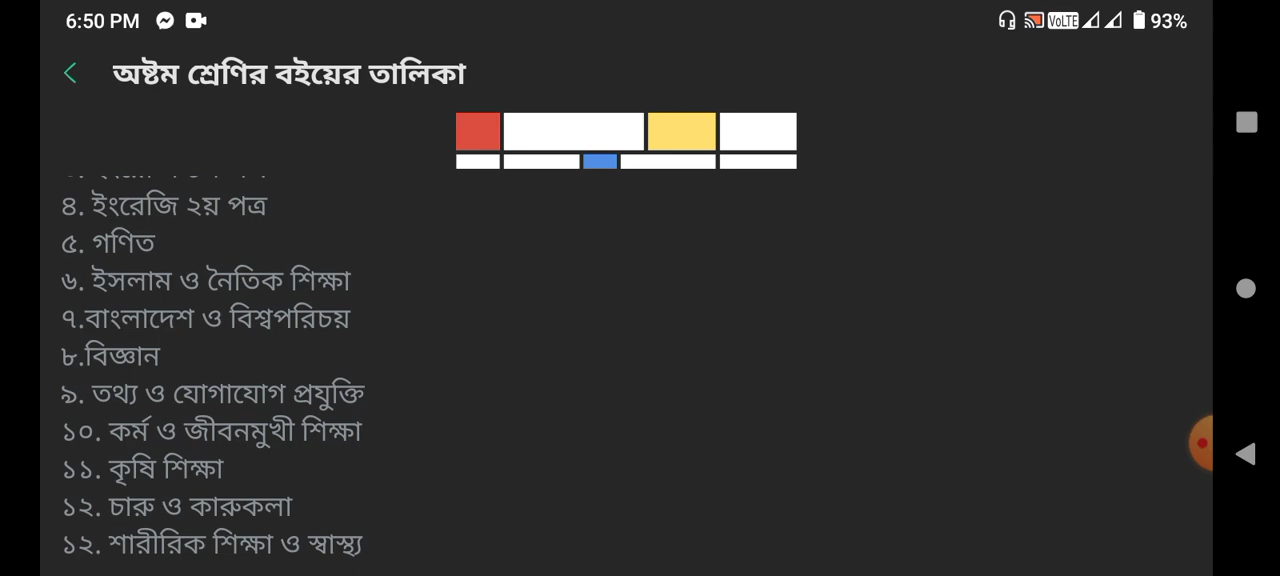 6:50 PM VoLTE 93%
অষ্টম শ্রেণির বইয়ের তালিকা
৪. ইংরেজি ২য় পত্র
৫. গণিত
৬. ইসলাম ও নৈতিক শিক্ষা
৭.বাংলাদেশ ও বিশ্বপরিচয়
৮.বিজ্ঞান
৯. তথ্য ও যোগাযোগ প্রযুক্তি
১০. কর্ম ও জীবনমুখী শিক্ষা
১১. কৃষি শিক্ষা
১২. চারু ও কারুকলা
১২. শারীরিক শিক্ষা ও স্বাস্থ্য